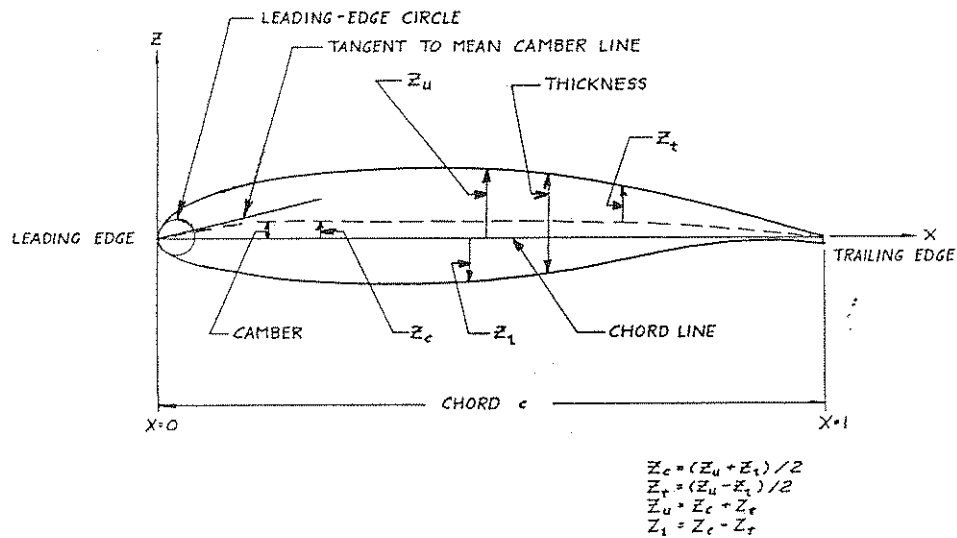 LEADING-EDGE CIRCLE
Z
TANGENT TO MEAN CAMBER LINE
Zu
THICKNESS
Zt
LEADING EDGE
X
TRAILING EDGE
CAMBER
Zc
Zl
CHORD LINE
CHORD c
X=0
X=1
Zc = (Zu + Zl)/2
Zt = (Zu - Zl)/2
Zu = Zc + Zt
Zl = Zc - Zt